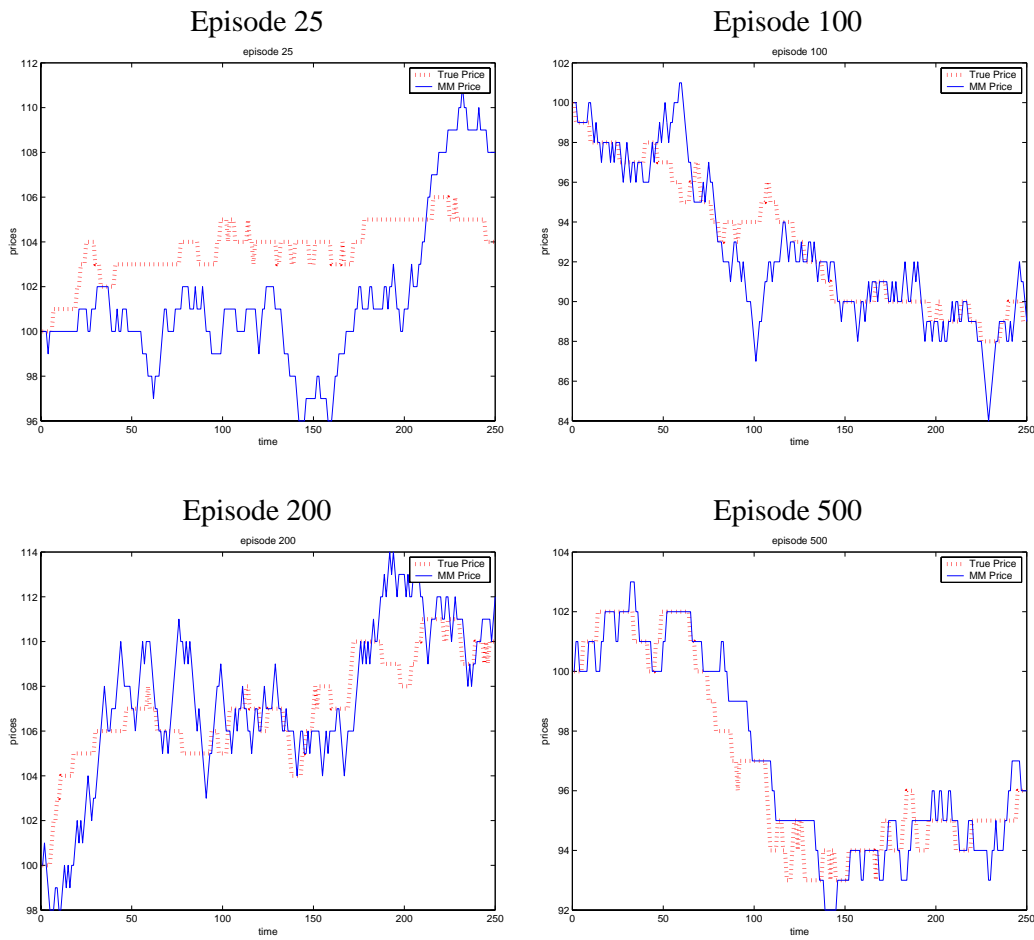 Episode 25
episode 25
True Price
MM Price
112
110
108
106
104
102
100
98
96
prices
0 50 100 150 200 250
time
Episode 100
episode 100
True Price
MM Price
102
100
98
96
94
92
90
88
86
84
prices
0 50 100 150 200 250
time
Episode 200
episode 200
True Price
MM Price
114
112
110
108
106
104
102
100
98
prices
0 50 100 150 200 250
time
Episode 500
episode 500
True Price
MM Price
104
102
100
98
96
94
92
prices
0 50 100 150 200 250
time